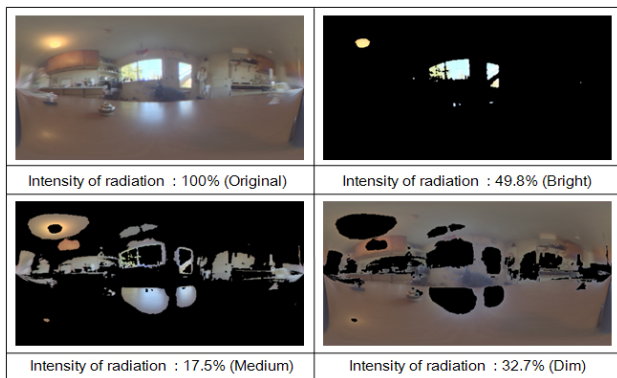 Intensity of radiation : 100% (Original)
Intensity of radiation : 49.8% (Bright)
Intensity of radiation : 17.5% (Medium)
Intensity of radiation : 32.7% (Dim)